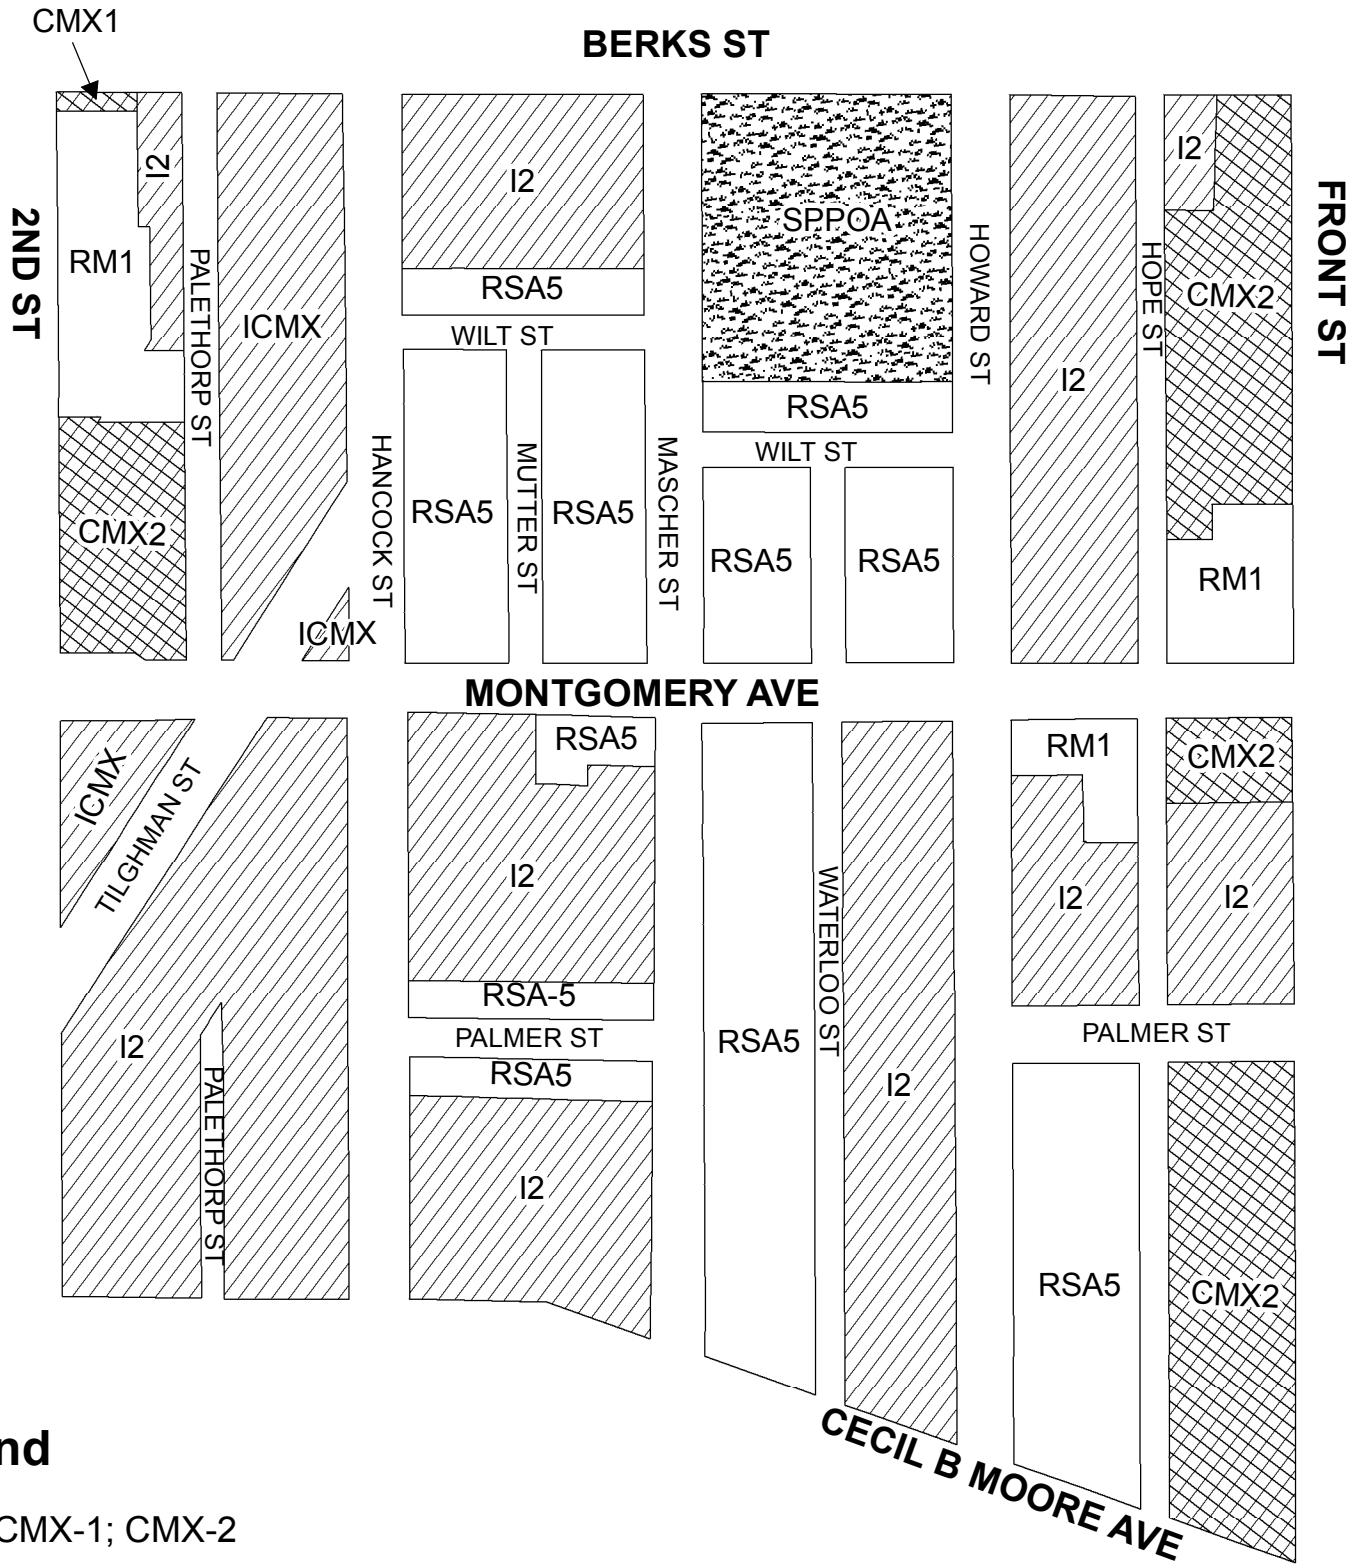 CMX1
BERKS ST
2ND ST
RM1
I2
PALETHORP ST
ICMX
I2
RSA5
WILT ST
SPPOA
HOWARD ST
I2
HOPE ST
I2
CMX2
FRONT ST
RSA5
WILT ST
CMX2
HANCOCK ST
RSA5
MUTTER ST
RSA5
MASCHER ST
RSA5
RSA5
RM1
ICMX
MONTGOMERY AVE
ICMX
TILGHMAN ST
RSA5
I2
RM1
CMX2
I2
I2
WATERLOO ST
RSA-5
PALMER ST
RSA5
I2
PALETHORP ST
RSA5
I2
PALMER ST
I2
RSA5
CMX2
CECIL B MOORE AVE
nd
CMX-1; CMX-2